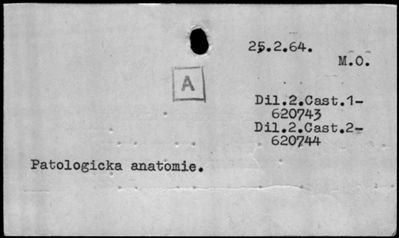 25.2.64.
M.O.
A
Dil.2.Cast.1-
620743
Dil.2.Cast.2-
620744
Patologicka anatomie.